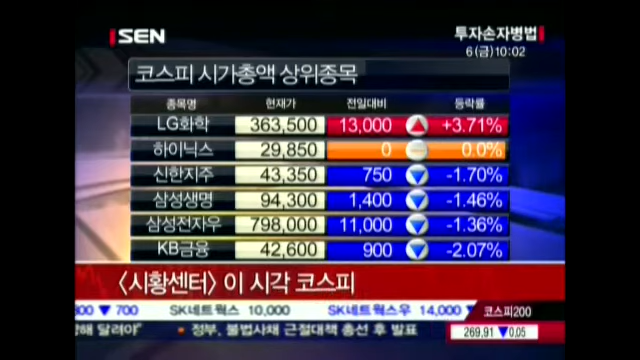 iSEN
투자손자병법
6(금)10:02
코스피 시가총액 상위종목
종목명 현재가 전일대비 등락률
LG화학 363,500 13,000 ▲ +3.71%
하이닉스 29,850 0 0.0%
신한지주 43,350 750 ▼ -1.70%
삼성생명 94,300 1,400 ▼ -1.46%
삼성전자우 798,000 11,000 ▼ -1.36%
KB금융 42,600 900 ▼ -2.07%
<시황센터> 이 시각 코스피
▼ 700 SK네트웍스 10,000 SK네트웍스우 14,000 ▼ 코스피200
달려야" 정부, 불법사채 근절대책 총선 후 발표 269.91 ▼0.05